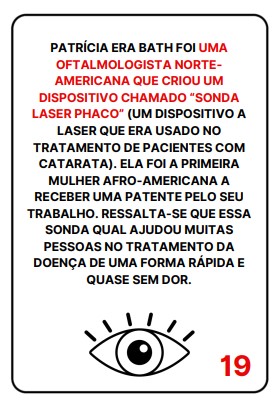 PATRÍCIA ERA BATH FOI UMA
OFTALMOLOGISTA NORTE-
AMERICANA QUE CRIOU UM
DISPOSITIVO CHAMADO “SONDA
LASER PHACO” (UM DISPOSITIVO A
LASER QUE ERA USADO NO
TRATAMENTO DE PACIENTES COM
CATARATA). ELA FOI A PRIMEIRA
MULHER AFRO-AMERICANA A
RECEBER UMA PATENTE PELO SEU
TRABALHO. RESSALTA-SE QUE ESSA
SONDA QUAL AJUDOU MUITAS
PESSOAS NO TRATAMENTO DA
DOENÇA DE UMA FORMA RÁPIDA E
QUASE SEM DOR.
19